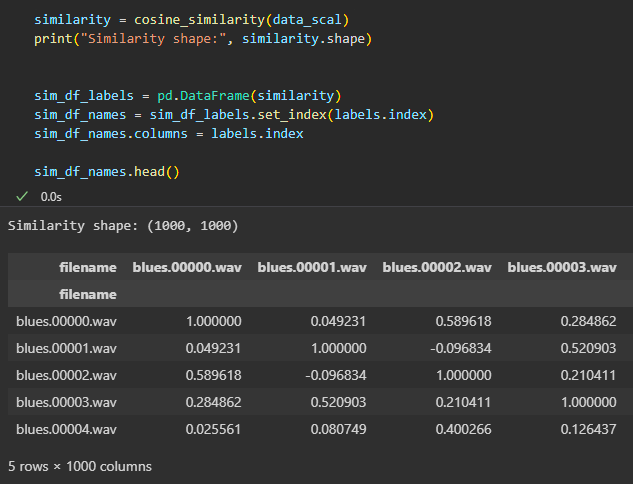 similarity = cosine_similarity(data_scal)
print("Similarity shape:", similarity.shape)
sim_df_labels = pd.DataFrame(similarity)
sim_df_names = sim_df_labels.set_index(labels.index)
sim_df_names.columns = labels.index
sim_df_names.head()
✓ 0.0s
Similarity shape: (1000, 1000)
filename blues.00000.wav blues.00001.wav blues.00002.wav blues.00003.wav
filename
blues.00000.wav 1.000000 0.049231 0.589618 0.284862
blues.00001.wav 0.049231 1.000000 -0.096834 0.520903
blues.00002.wav 0.589618 -0.096834 1.000000 0.210411
blues.00003.wav 0.284862 0.520903 0.210411 1.000000
blues.00004.wav 0.025561 0.080749 0.400266 0.126437
5 rows × 1000 columns